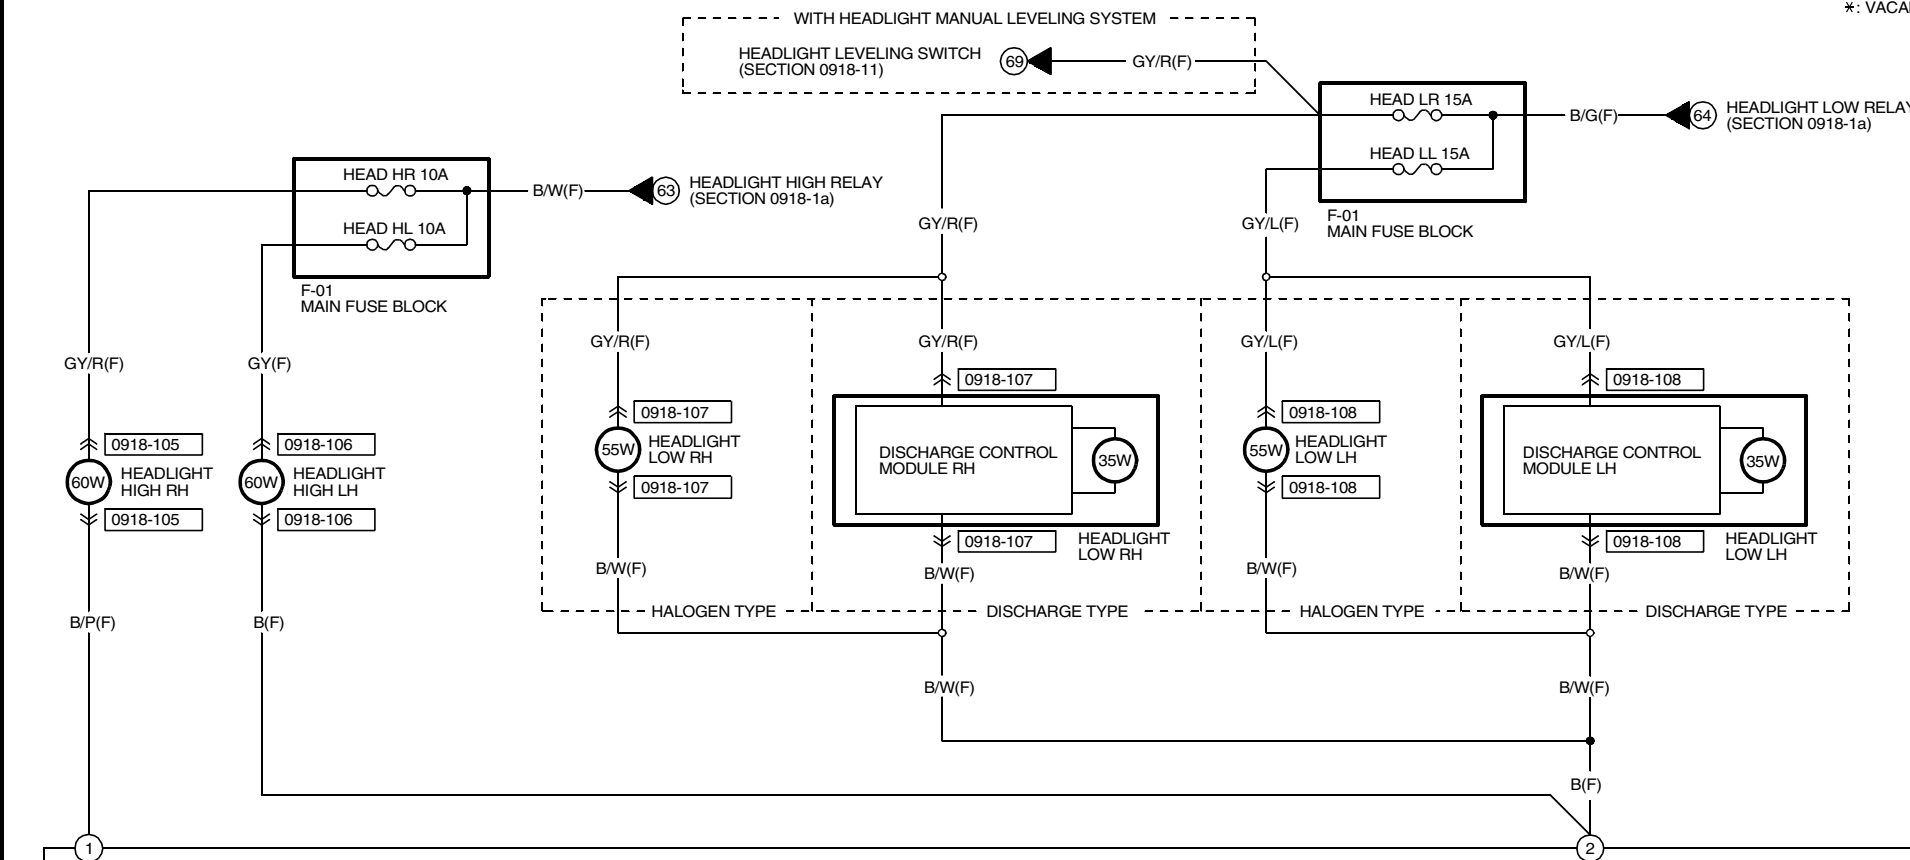 *: VACA
WITH HEADLIGHT MANUAL LEVELING SYSTEM
HEADLIGHT LEVELING SWITCH
(SECTION 0918-11)
69
GY/R(F)
HEAD LR 15A
HEAD LL 15A
F-01
MAIN FUSE BLOCK
B/G(F)
64
HEADLIGHT LOW RELAY
(SECTION 0918-1a)
HEAD HR 10A
HEAD HL 10A
F-01
MAIN FUSE BLOCK
B/W(F)
63
HEADLIGHT HIGH RELAY
(SECTION 0918-1a)
GY/R(F)
GY/L(F)
GY/R(F)
GY(F)
GY/R(F)
GY/R(F)
GY/L(F)
GY/L(F)
0918-107
0918-108
0918-105
60W
HEADLIGHT
HIGH RH
0918-105
0918-106
60W
HEADLIGHT
HIGH LH
0918-106
0918-107
55W
HEADLIGHT
LOW RH
0918-107
DISCHARGE CONTROL
MODULE RH
35W
0918-107
HEADLIGHT
LOW RH
0918-108
55W
HEADLIGHT
LOW LH
0918-108
DISCHARGE CONTROL
MODULE LH
35W
0918-108
HEADLIGHT
LOW LH
B/W(F)
B/W(F)
B/W(F)
B/W(F)
HALOGEN TYPE
DISCHARGE TYPE
HALOGEN TYPE
DISCHARGE TYPE
B/P(F)
B(F)
B/W(F)
B/W(F)
B(F)
1
2